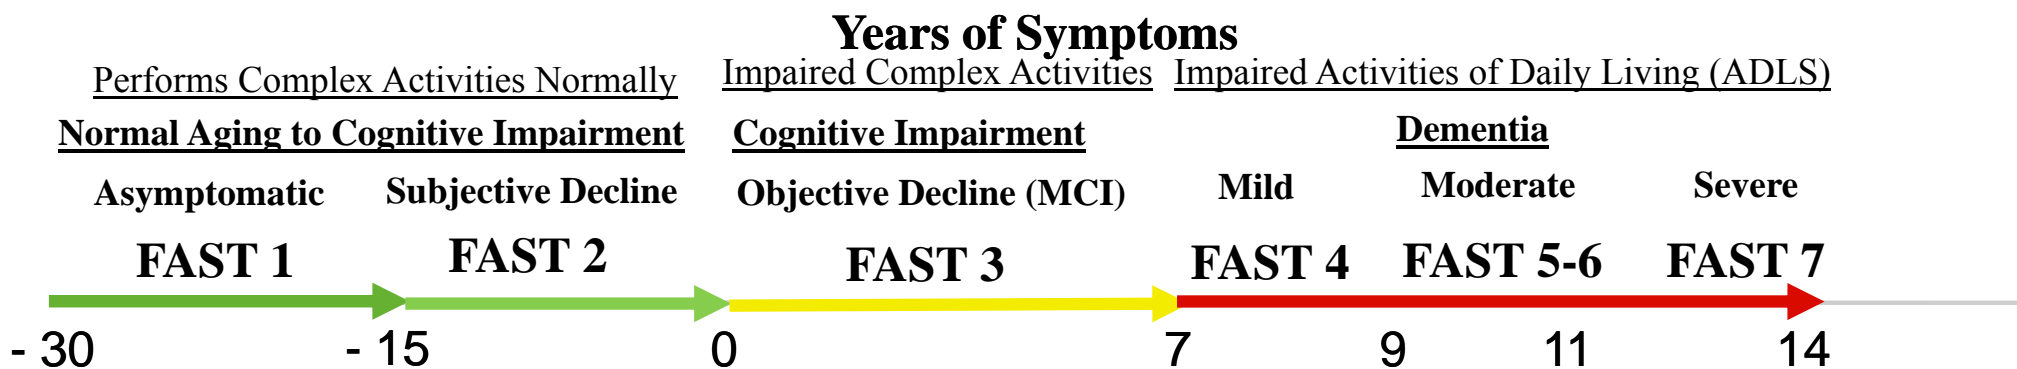 Years of Symptoms
Performs Complex Activities Normally Impaired Complex Activities Impaired Activities of Daily Living (ADLS)
Normal Aging to Cognitive Impairment Cognitive Impairment Dementia
Asymptomatic Subjective Decline Objective Decline (MCI) Mild Moderate Severe
FAST 1 FAST 2 FAST 3 FAST 4 FAST 5-6 FAST 7
- 30 - 15 0 7 9 11 14